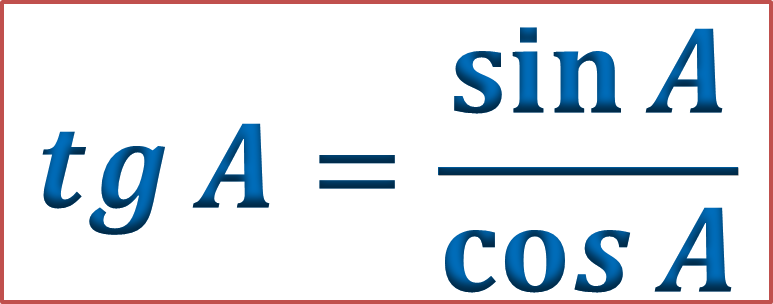 tg A = sin A / cos A